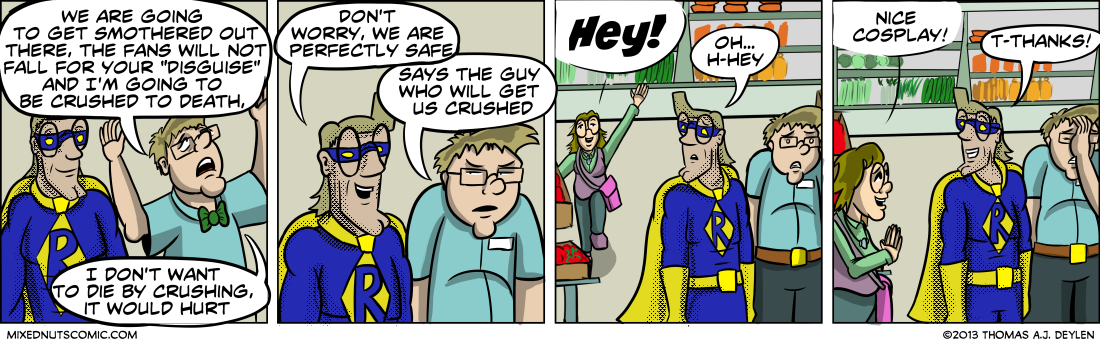 WE ARE GOING
TO GET SMOTHERED OUT
THERE, THE FANS WILL NOT
FALL FOR YOUR "DISGUISE"
AND I'M GOING TO
BE CRUSHED TO DEATH,
I DON'T WANT
TO DIE BY CRUSHING,
IT WOULD HURT
R
DON'T
WORRY, WE ARE
PERFECTLY SAFE
SAYS THE GUY
WHO WILL GET
US CRUSHED
R
Hey!
OH...
H-HEY
R
NICE
COSPLAY!
T-THANKS!
R
MIXEDNUTSCOMIC.COM
©2013 THOMAS A.J. DEYLEN